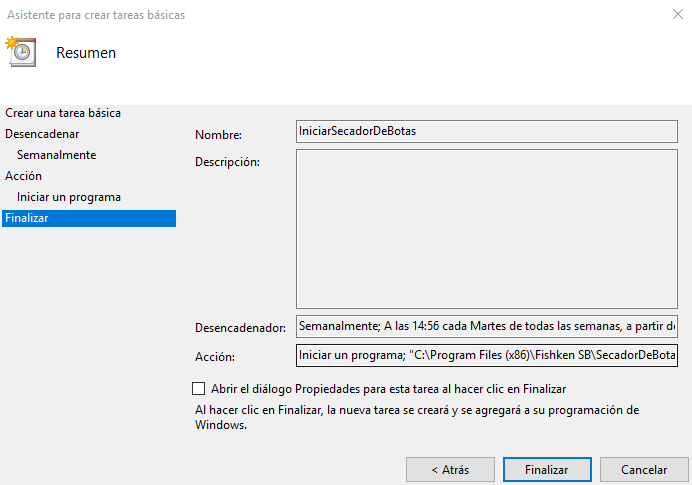 Asistente para crear tareas básicas
Resumen
Crear una tarea básica
Desencadenar
Semanalmente
Acción
Iniciar un programa
Finalizar
Nombre: IniciarSecadorDeBotas
Descripción:
Desencadenador: Semanalmente; A las 14:56 cada Martes de todas las semanas, a partir de
Acción: Iniciar un programa; "C:\Program Files (x86)\Fishken SB\SecadorDeBota
Abrir el diálogo Propiedades para esta tarea al hacer clic en Finalizar
Al hacer clic en Finalizar, la nueva tarea se creará y se agregará a su programación de
Windows.
< Atrás Finalizar Cancelar